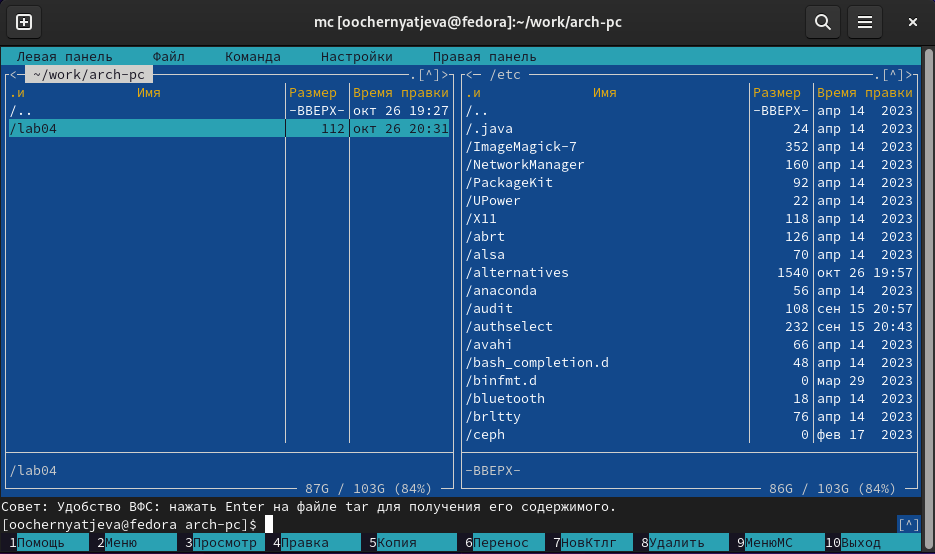 mc [oochernyatjeva@fedora]:~/work/arch-pc
Левая панель Файл Команда Настройки Правая панель
<— ~/work/arch-pc .[^]> <— /etc .[^]>
.и Имя Размер Время правки .и Имя Размер Время правки
/.. -ВВЕРХ- окт 26 19:27 /.. -ВВЕРХ- апр 14 2023
/lab04 112 окт 26 20:31 /.java 24 апр 14 2023
/ImageMagick-7 352 апр 14 2023
/NetworkManager 160 апр 14 2023
/PackageKit 92 апр 14 2023
/UPower 22 апр 14 2023
/X11 118 апр 14 2023
/abrt 126 апр 14 2023
/alsa 70 апр 14 2023
/alternatives 1540 окт 26 19:57
/anaconda 56 апр 14 2023
/audit 108 сен 15 20:57
/authselect 232 сен 15 20:43
/avahi 66 апр 14 2023
/bash_completion.d 48 апр 14 2023
/binfmt.d 0 мар 29 2023
/bluetooth 18 апр 14 2023
/brltty 76 апр 14 2023
/ceph 0 фев 17 2023
/lab04 -ВВЕРХ-
87G / 103G (84%) 86G / 103G (84%)
Совет: Удобство ВФС: нажать Enter на файле tar для получения его содержимого.
[oochernyatjeva@fedora arch-pc]$ [^]
1Помощь 2Меню 3Просмотр 4Правка 5Копия 6Перенос 7НовКтлг 8Удалить 9МенюMC 10Выход